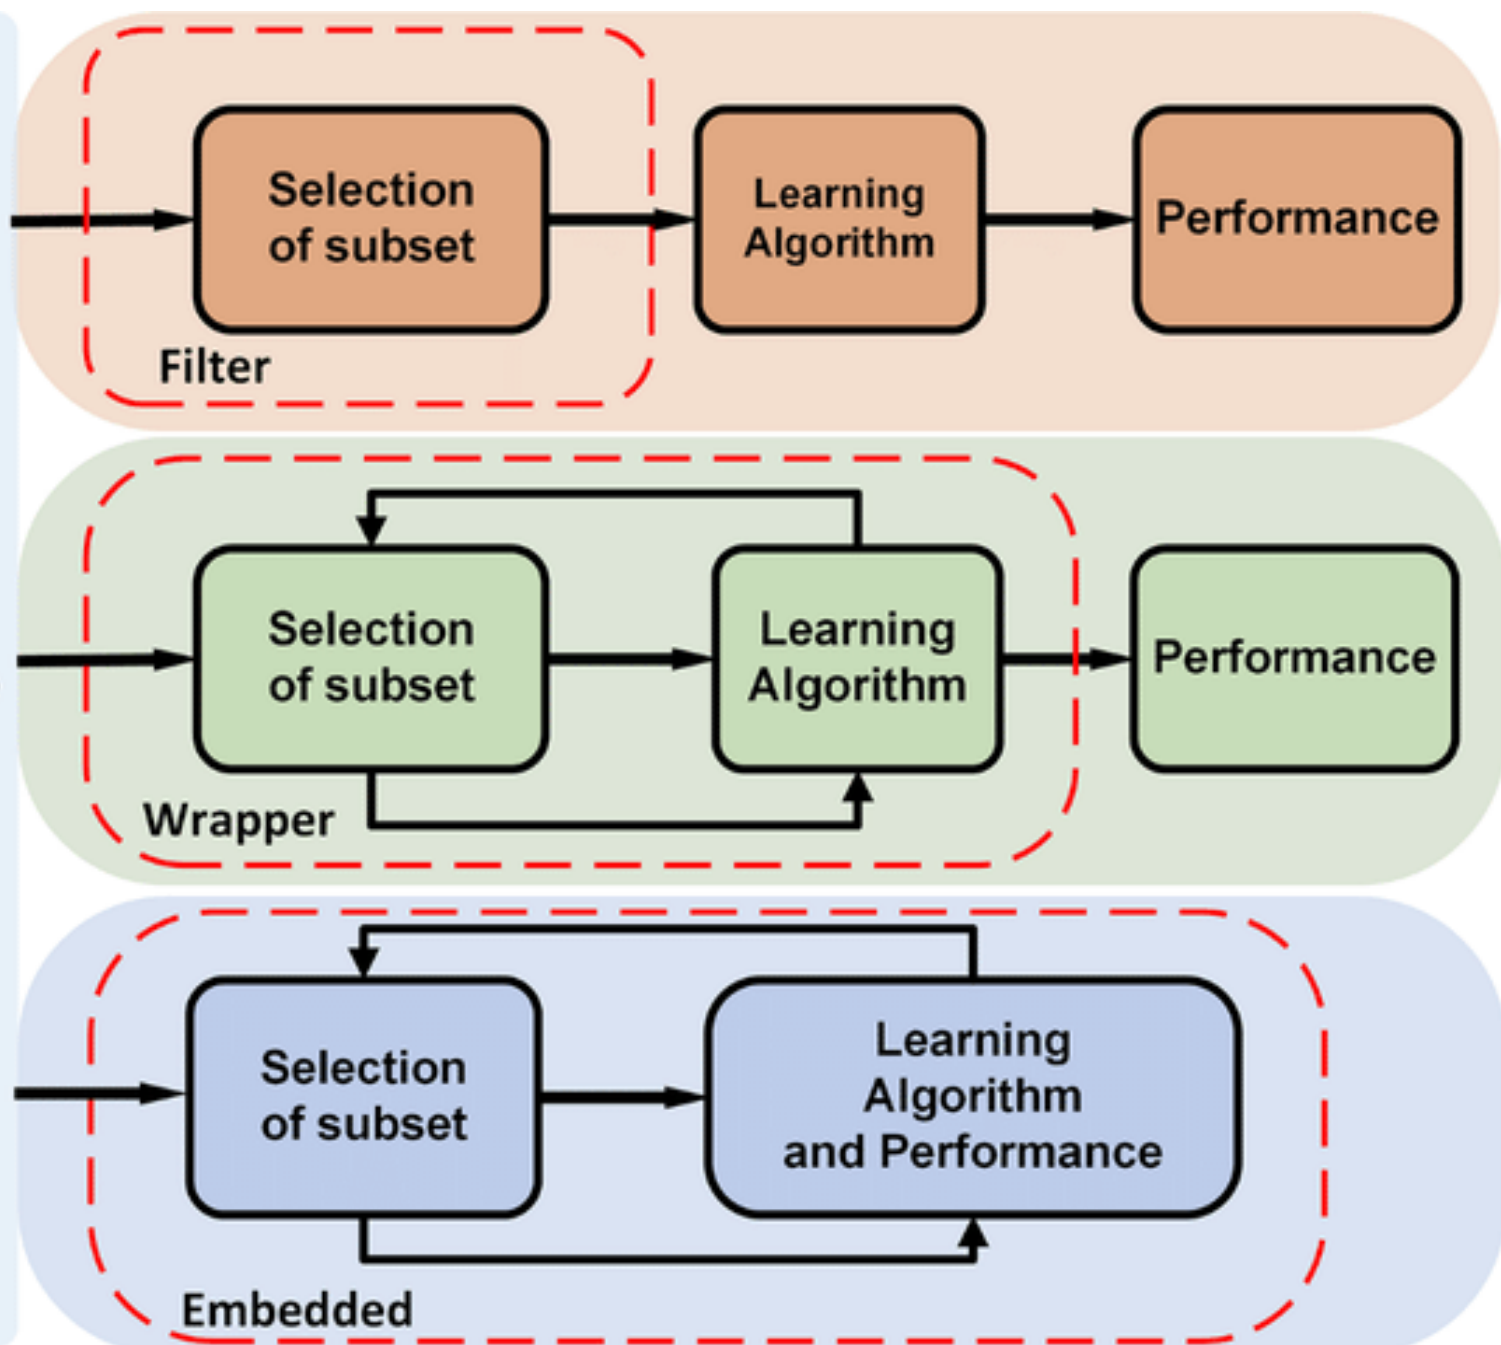 Selection
of subset
Learning
Algorithm
Performance
Filter
Selection
of subset
Learning
Algorithm
Performance
Wrapper
Selection
of subset
Learning
Algorithm
and Performance
Embedded